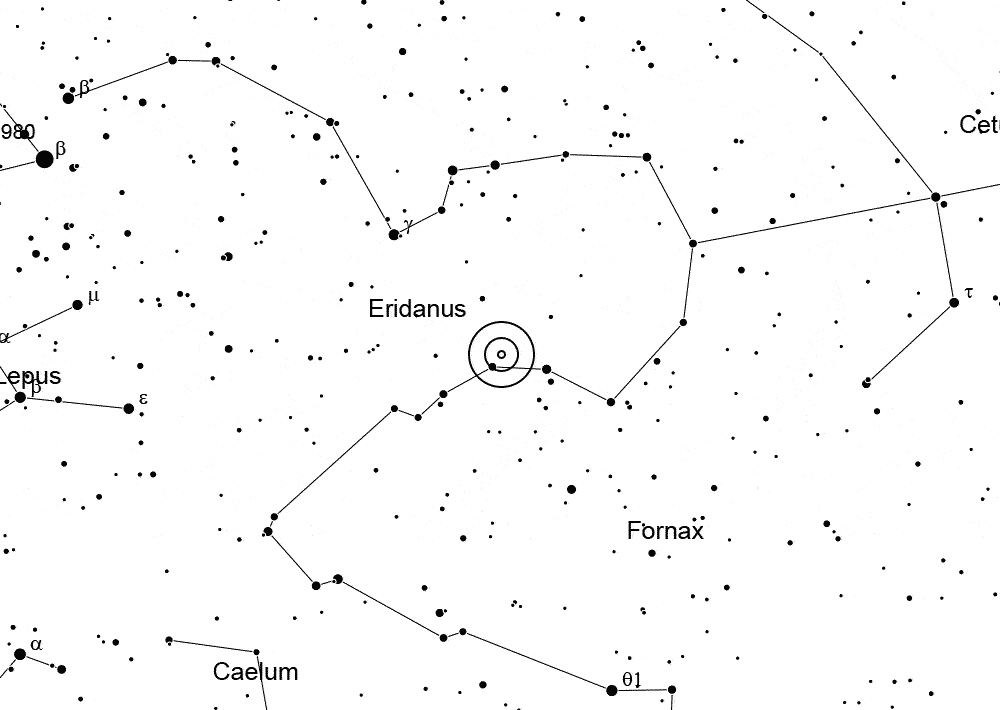 β
980
β
Cetu
γ
τ
μ
Eridanus
α
Lepus
β
ε
Fornax
α
Caelum
θ1